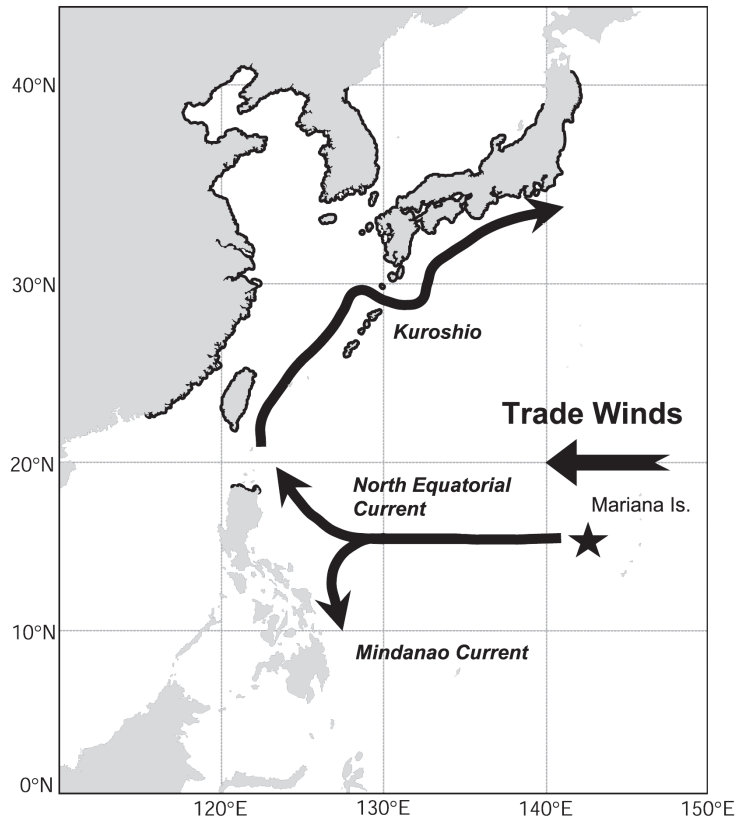 40°N
30°N
Kuroshio
Trade Winds
20°N
North Equatorial
Current
Mariana Is.
10°N
Mindanao Current
0°N
120°E
130°E
140°E
150°E